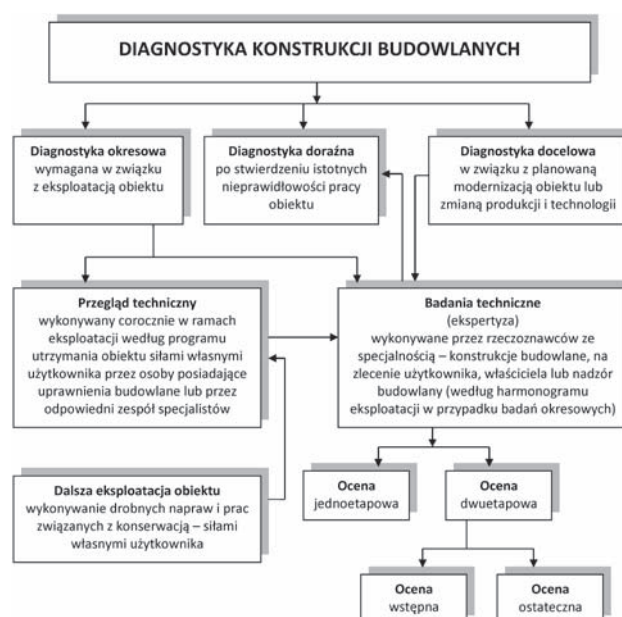 DIAGNOSTYKA KONSTRUKCJI BUDOWLANYCH
Diagnostyka okresowa
wymagana w związku
z eksploatacją obiektu
Diagnostyka doraźna
po stwierdzeniu istotnych
nieprawidłowości pracy
obiektu
Diagnostyka docelowa
w związku z planowaną
modernizacją obiektu lub
zmianą produkcji i technologii
Przegląd techniczny
wykonywany corocznie w ramach
eksploatacji według programu
utrzymania obiektu siłami własnymi
użytkownika przez osoby posiadające
uprawnienia budowlane lub przez
odpowiedni zespół specjalistów
Badania techniczne
(ekspertyza)
wykonywane przez rzeczoznawców ze
specjalnością – konstrukcje budowlane, na
zlecenie użytkownika, właściciela lub nadzór
budowlany (według harmonogramu
eksploatacji w przypadku badań okresowych)
Dalsza eksploatacja obiektu
wykonywanie drobnych napraw i prac
związanych z konserwacją – siłami
własnymi użytkownika
Ocena
jednoetapowa
Ocena
dwuetapowa
Ocena
wstępna
Ocena
ostateczna